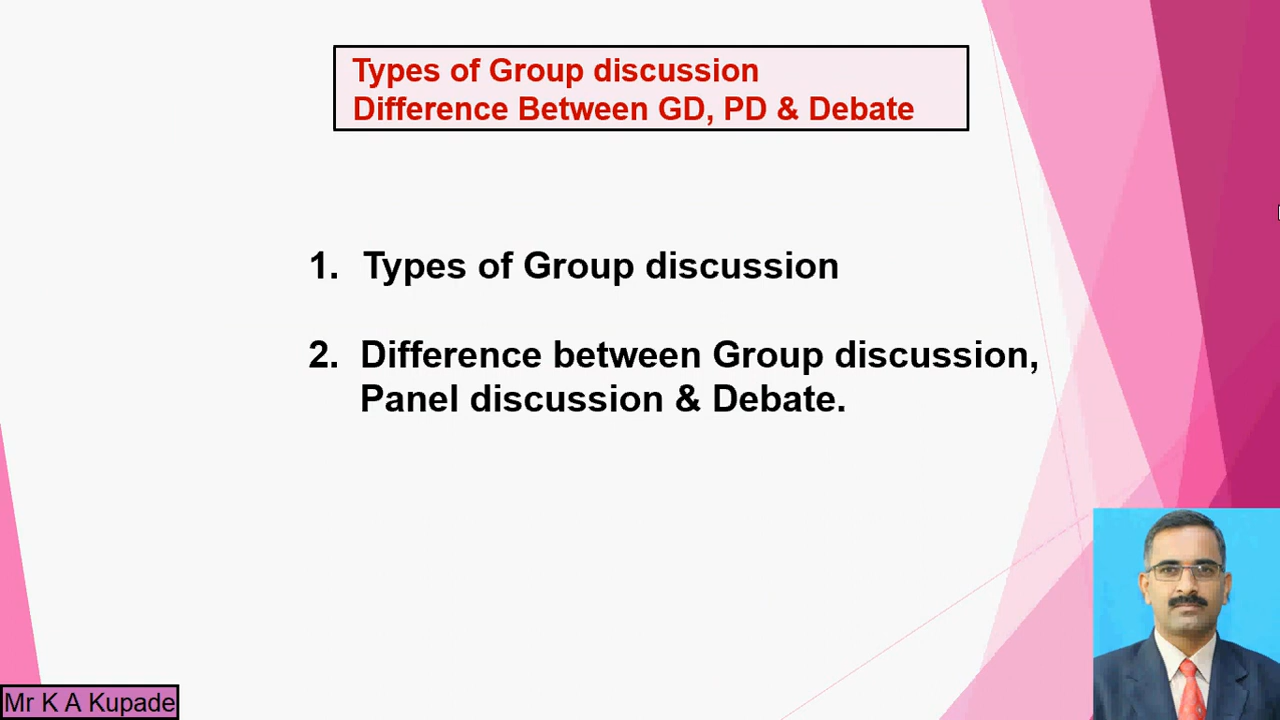 Types of Group discussion
Difference Between GD, PD & Debate
1. Types of Group discussion
2. Difference between Group discussion,
Panel discussion & Debate.
Mr K A Kupade